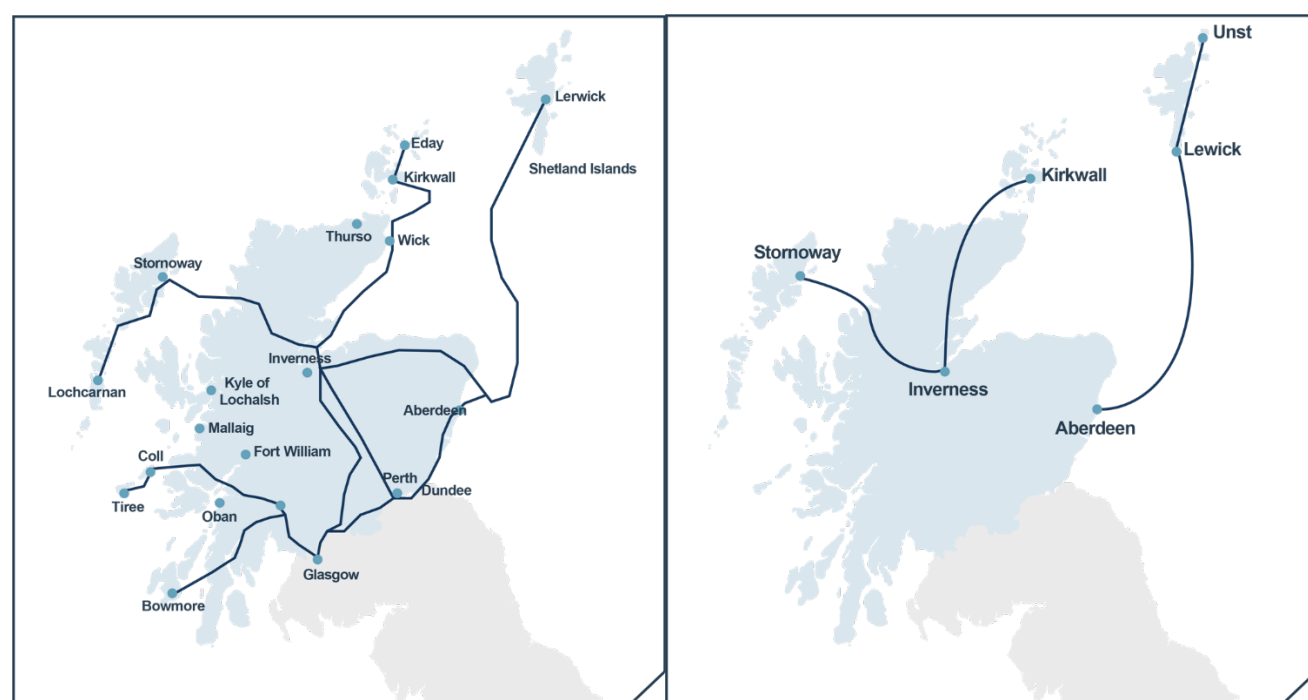 Lerwick
Eday
Shetland Islands
Kirkwall
Thurso
Wick
Stornoway
Inverness
Kyle of
Lochalsh
Lochcarnan
Aberdeen
Mallaig
Fort William
Coll
Perth
Dundee
Tiree
Oban
Glasgow
Bowmore
Unst
Lewick
Kirkwall
Stornoway
Inverness
Aberdeen